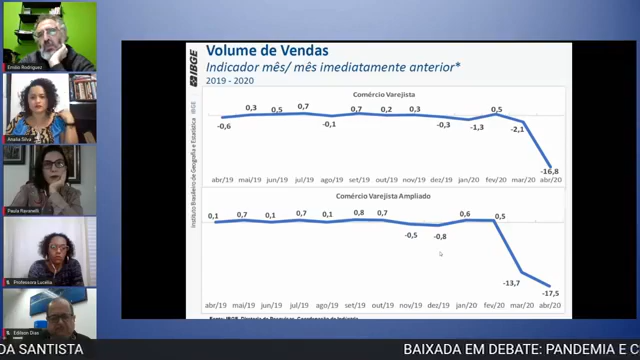 Emilio Rodriguez
Analia Silva
Paula Ravanelli
Professora Lucélia
Edilson Dias
IBGE
Instituto Brasileiro de Geografia e Estatística
Volume de Vendas
Indicador mês/ mês imediatamente anterior*
2019 - 2020
Comércio Varejista
-0,6 0,3 0,5 0,7 -0,1 0,7 0,2 0,3 -0,3 -1,3 0,5 -2,1 -16,8
abr/19 mai/19 jun/19 jul/19 ago/19 set/19 out/19 nov/19 dez/19 jan/20 fev/20 mar/20 abr/20
Comércio Varejista Ampliado
0,1 0,7 0,1 0,7 0,1 0,8 0,7 -0,5 -0,8 0,6 0,5 -13,7 -17,5
abr/19 mai/19 jun/19 jul/19 ago/19 set/19 out/19 nov/19 dez/19 jan/20 fev/20 mar/20 abr/20
DA SANTISTA
BAIXADA EM DEBATE: PANDEMIA E C